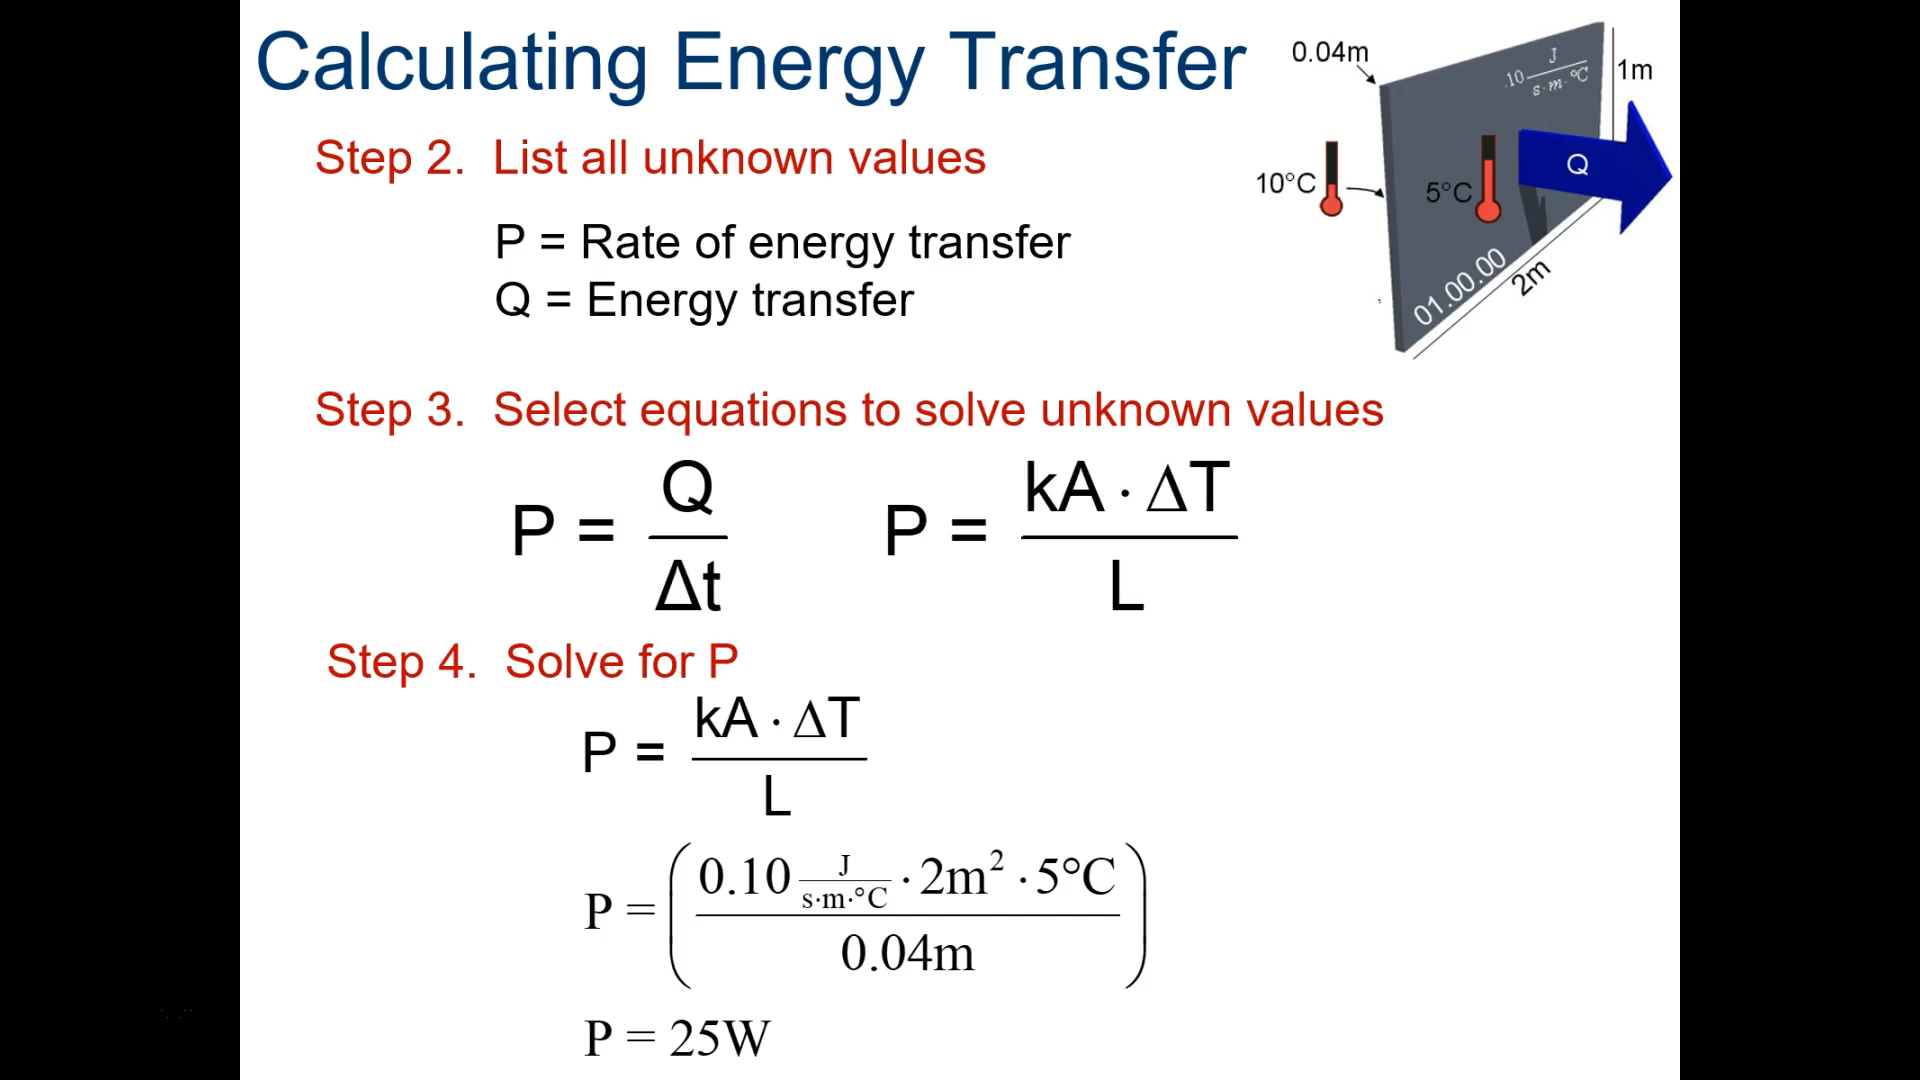 Calculating Energy Transfer
0.04m
.10 J / s·m·°C
1m
10°C
5°C
Q
01.00.00
2m
Step 2. List all unknown values
P = Rate of energy transfer
Q = Energy transfer
Step 3. Select equations to solve unknown values
P = Q / Δt
P = kA · ΔT / L
Step 4. Solve for P
P = kA · ΔT / L
P = (0.10 J / s·m·°C · 2m² · 5°C / 0.04m)
P = 25W